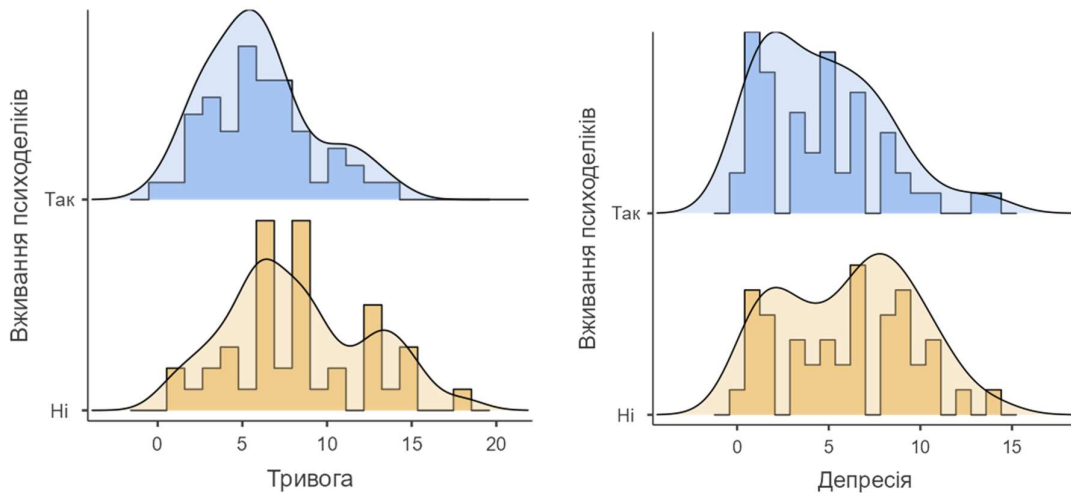 Вживання психоделіків
Так
Ні
0 5 10 15 20
Тривога
Вживання психоделіків
Так
Ні
0 5 10 15
Депресія